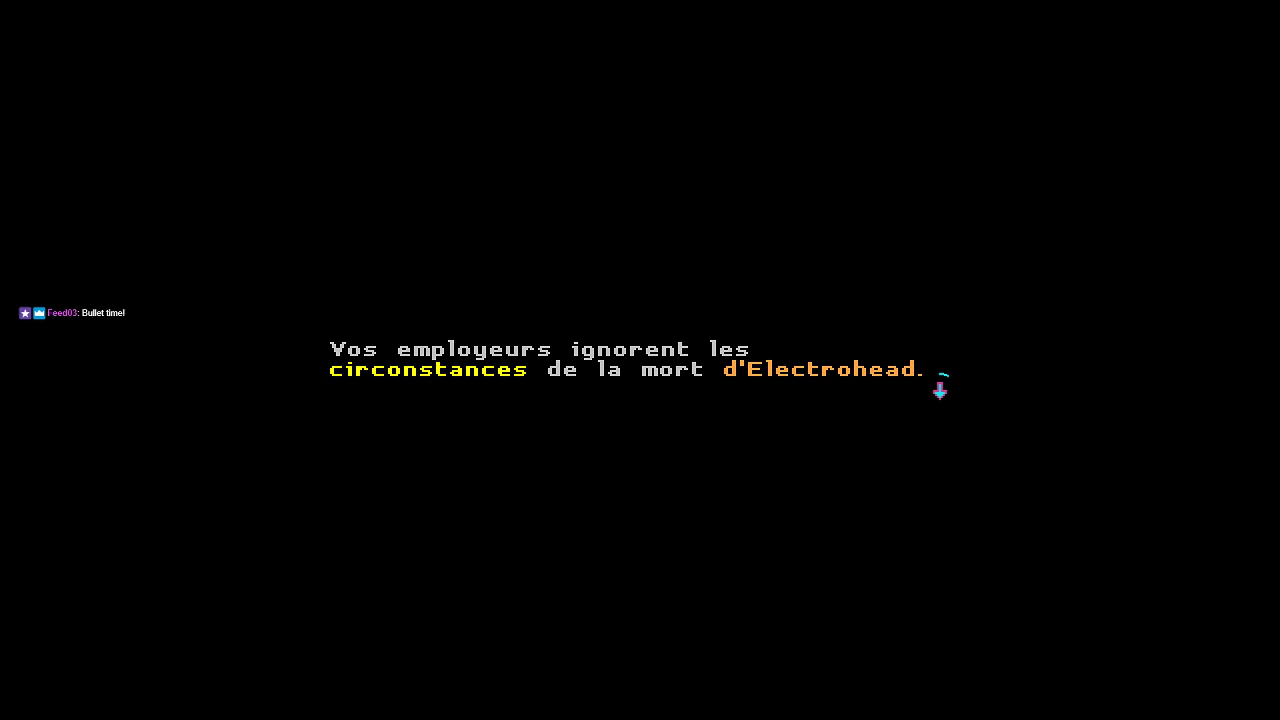 Feed03: Bullet time!
Vos employeurs ignorent les
circonstances de la mort d'Electrohead.